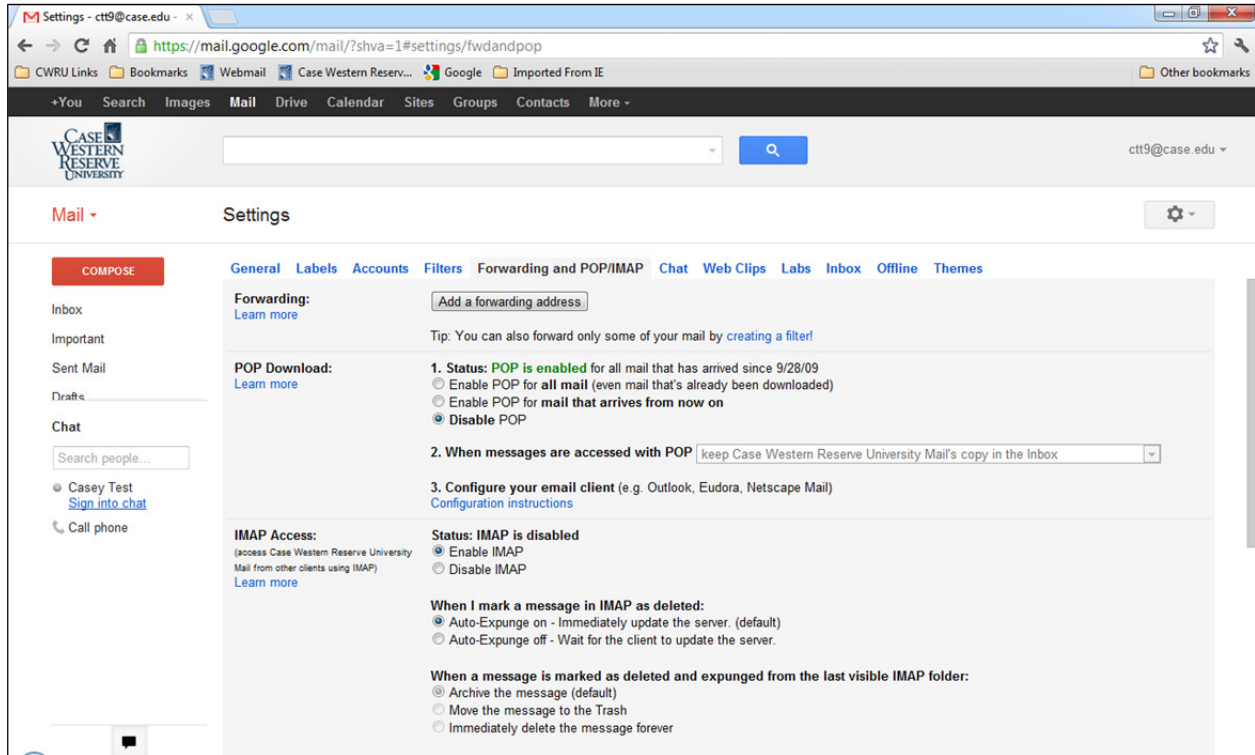 Settings - ctt9@case.edu -
https://mail.google.com/mail/?shva=1#settings/fwdandpop
CWRU Links Bookmarks Webmail Case Western Reserv... Google Imported From IE Other bookmarks
+You Search Images Mail Drive Calendar Sites Groups Contacts More
CASE
WESTERN
RESERVE
UNIVERSITY
ctt9@case.edu
Mail Settings
COMPOSE
Inbox
Important
Sent Mail
Drafts
Chat
Search people...
Casey Test
Sign into chat
Call phone
General Labels Accounts Filters Forwarding and POP/IMAP Chat Web Clips Labs Inbox Offline Themes
Forwarding: Add a forwarding address
Learn more
Tip: You can also forward only some of your mail by creating a filter!
POP Download: 1. Status: POP is enabled for all mail that has arrived since 9/28/09
Learn more Enable POP for all mail (even mail that's already been downloaded)
Enable POP for mail that arrives from now on
Disable POP
2. When messages are accessed with POP keep Case Western Reserve University Mail's copy in the Inbox
3. Configure your email client (e.g. Outlook, Eudora, Netscape Mail)
Configuration instructions
IMAP Access: Status: IMAP is disabled
(access Case Western Reserve University Enable IMAP
Mail from other clients using IMAP) Disable IMAP
Learn more
When I mark a message in IMAP as deleted:
Auto-Expunge on - Immediately update the server. (default)
Auto-Expunge off - Wait for the client to update the server.
When a message is marked as deleted and expunged from the last visible IMAP folder:
Archive the message (default)
Move the message to the Trash
Immediately delete the message forever